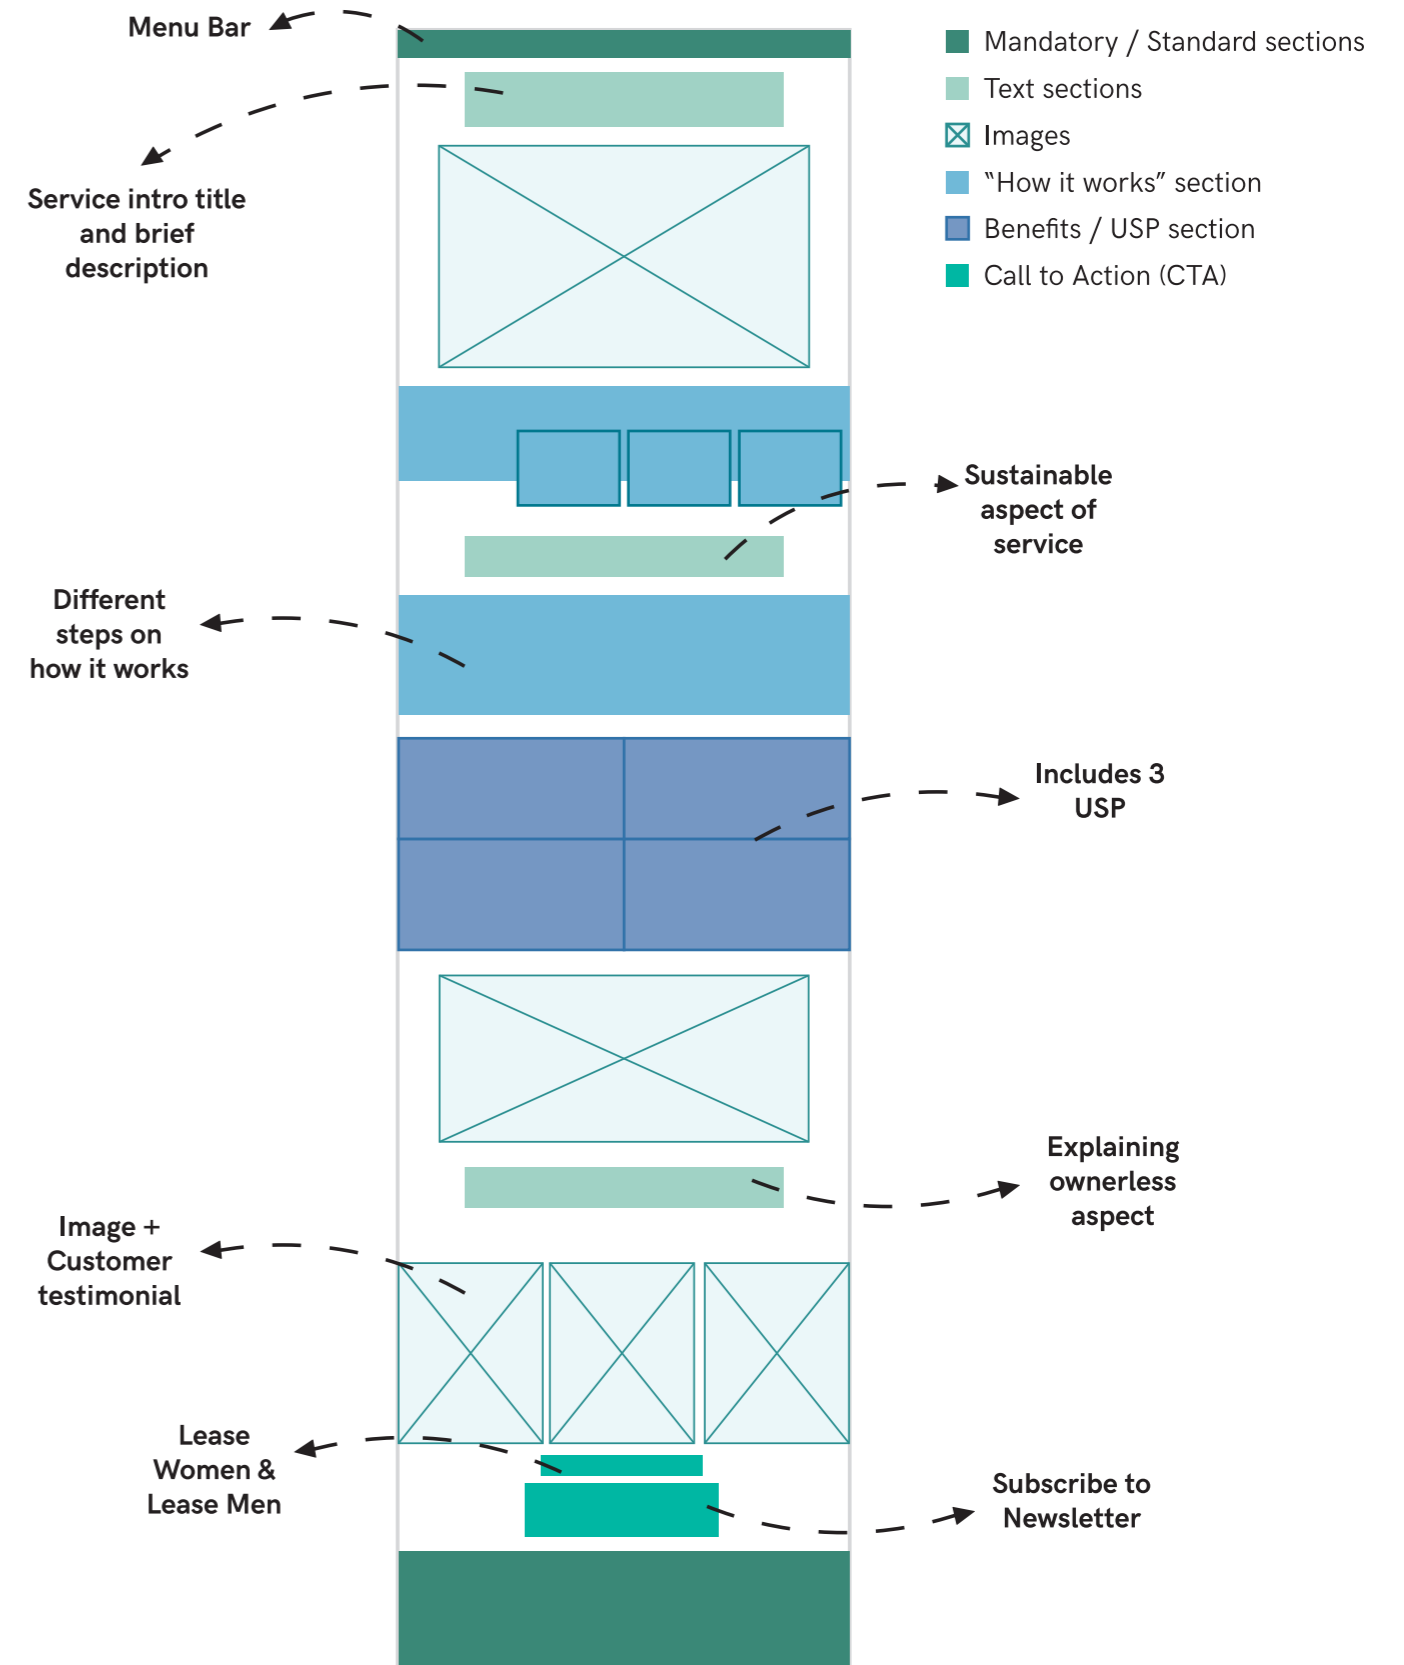 Menu Bar
Mandatory / Standard sections
Text sections
Images
“How it works” section
Benefits / USP section
Call to Action (CTA)
Service intro title
and brief
description
Sustainable
aspect of
service
Different
steps on
how it works
Includes 3
USP
Explaining
ownerless
aspect
Image +
Customer
testimonial
Lease
Women &
Lease Men
Subscribe to
Newsletter